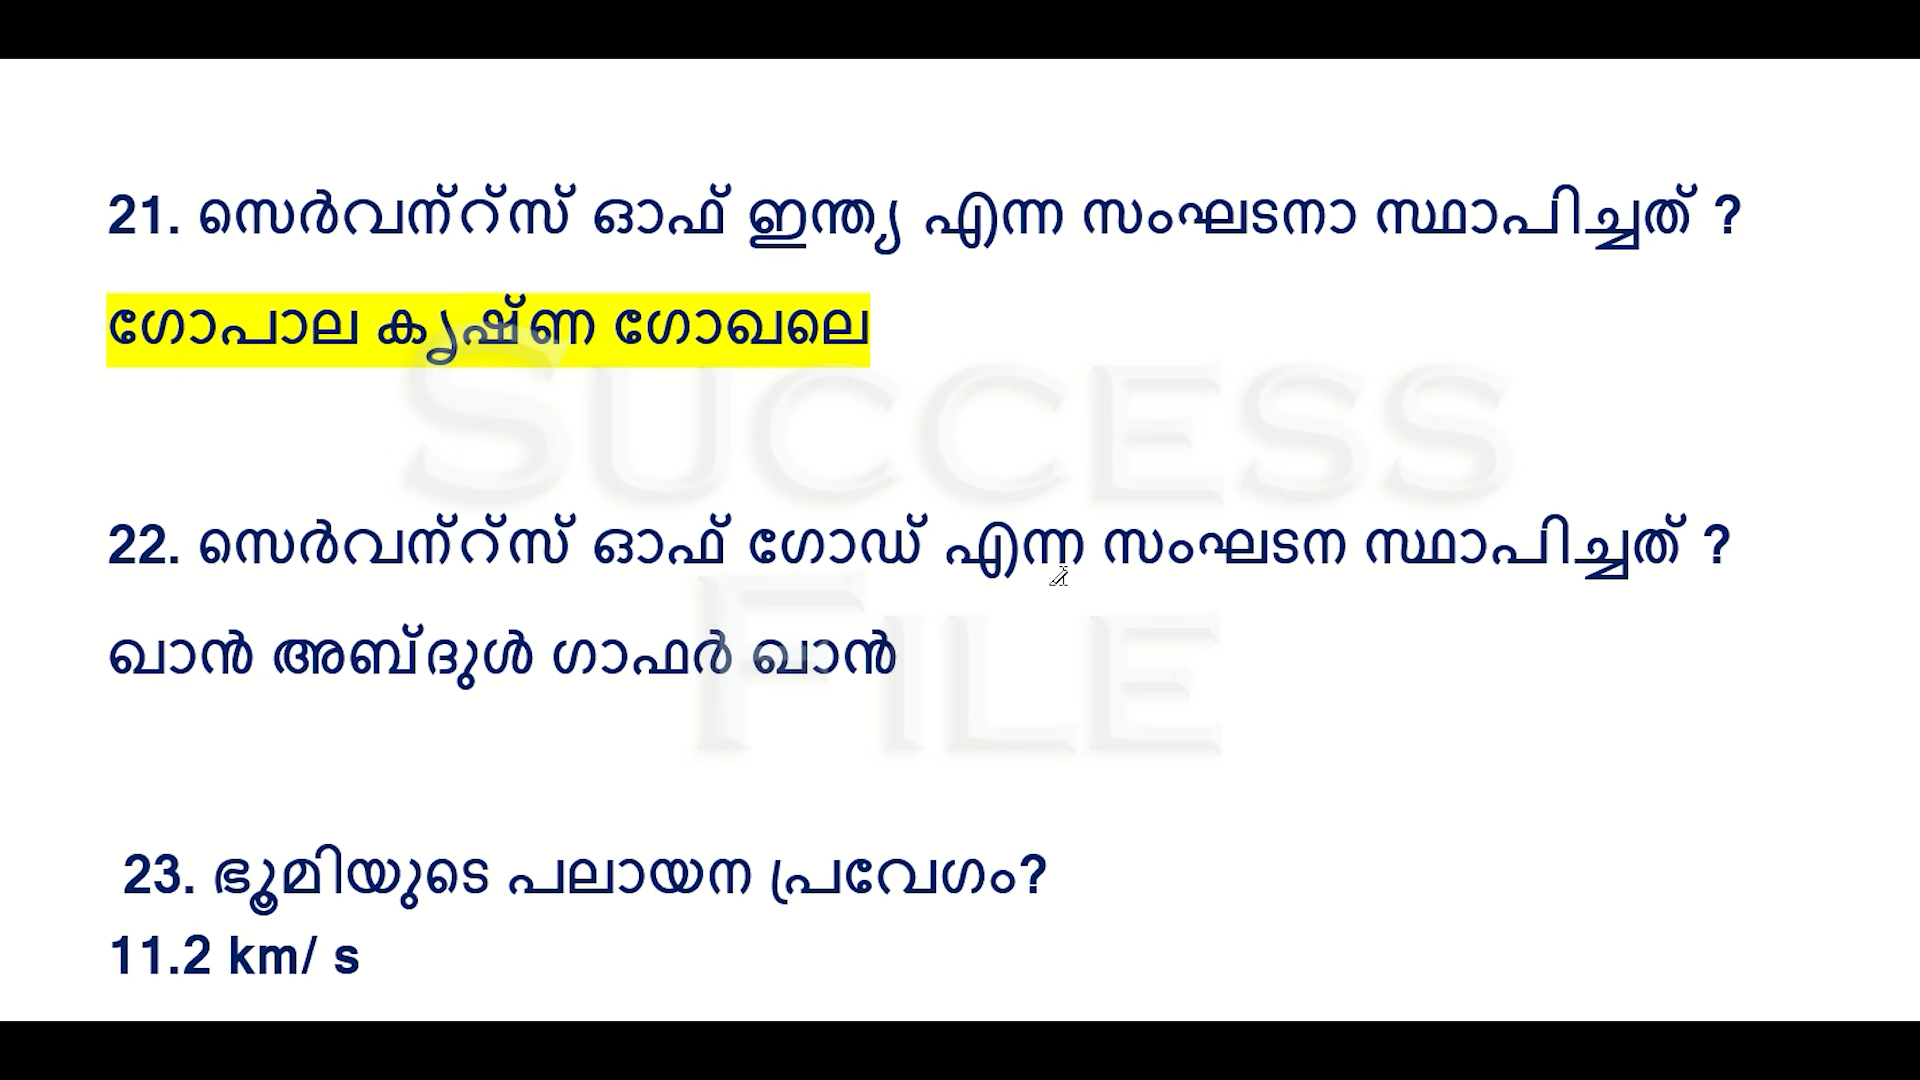 21. സെർവന്റ്സ് ഓഫ് ഇന്ത്യ എന്ന സംഘടനാ സ്ഥാപിച്ചത് ?
ഗോപാല കൃഷ്ണ ഗോഖലെ
SUCCESS
22. സെർവന്റ്സ് ഓഫ് ഗോഡ് എന്ന സംഘടന സ്ഥാപിച്ചത് ?
FILE
ഖാൻ അബ്ദുൾ ഗാഫർ ഖാൻ
23. ഭൂമിയുടെ പലായന പ്രവേഗം?
11.2 km/ s